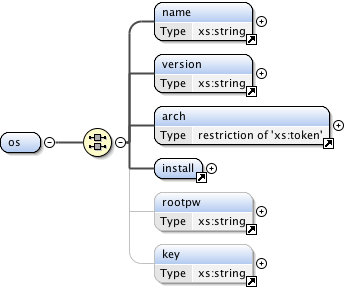 name
Type xs:string
version
Type xs:string
arch
Type restriction of 'xs:token'
os
install
rootpw
Type xs:string
key
Type xs:string